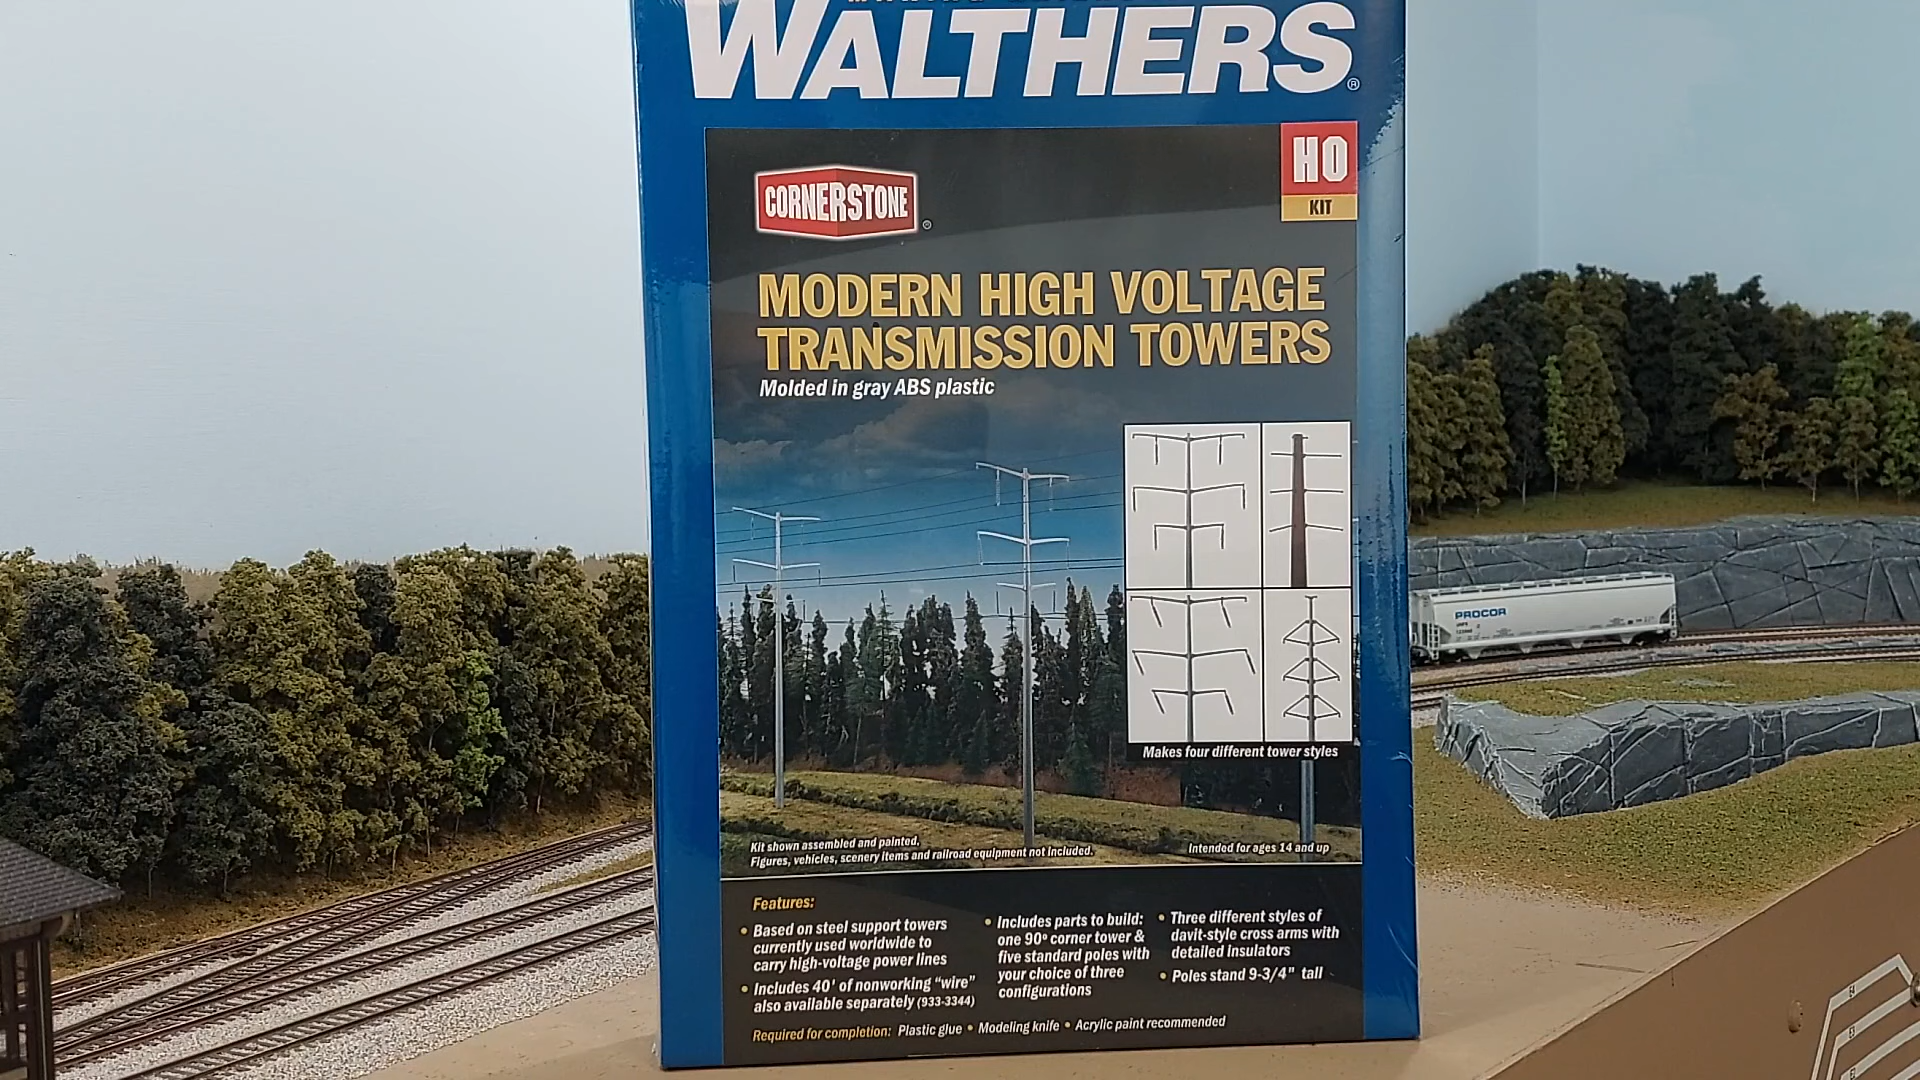 WALTHERS®
CORNERSTONE®
HO
KIT
MODERN HIGH VOLTAGE
TRANSMISSION TOWERS
Molded in gray ABS plastic
Makes four different tower styles
Kit shown assembled and painted.
Figures, vehicles, scenery items and railroad equipment not included.
Intended for ages 14 and up
Features:
• Based on steel support towers
currently used worldwide to
carry high-voltage power lines
• Includes 40' of nonworking "wire"
also available separately (933-3344)
• Includes parts to build:
one 90° corner tower &
five standard poles with
your choice of three
configurations
• Three different styles of
davit-style cross arms with
detailed insulators
• Poles stand 9-3/4" tall
Required for completion: Plastic glue • Modeling knife • Acrylic paint recommended
PROCOR